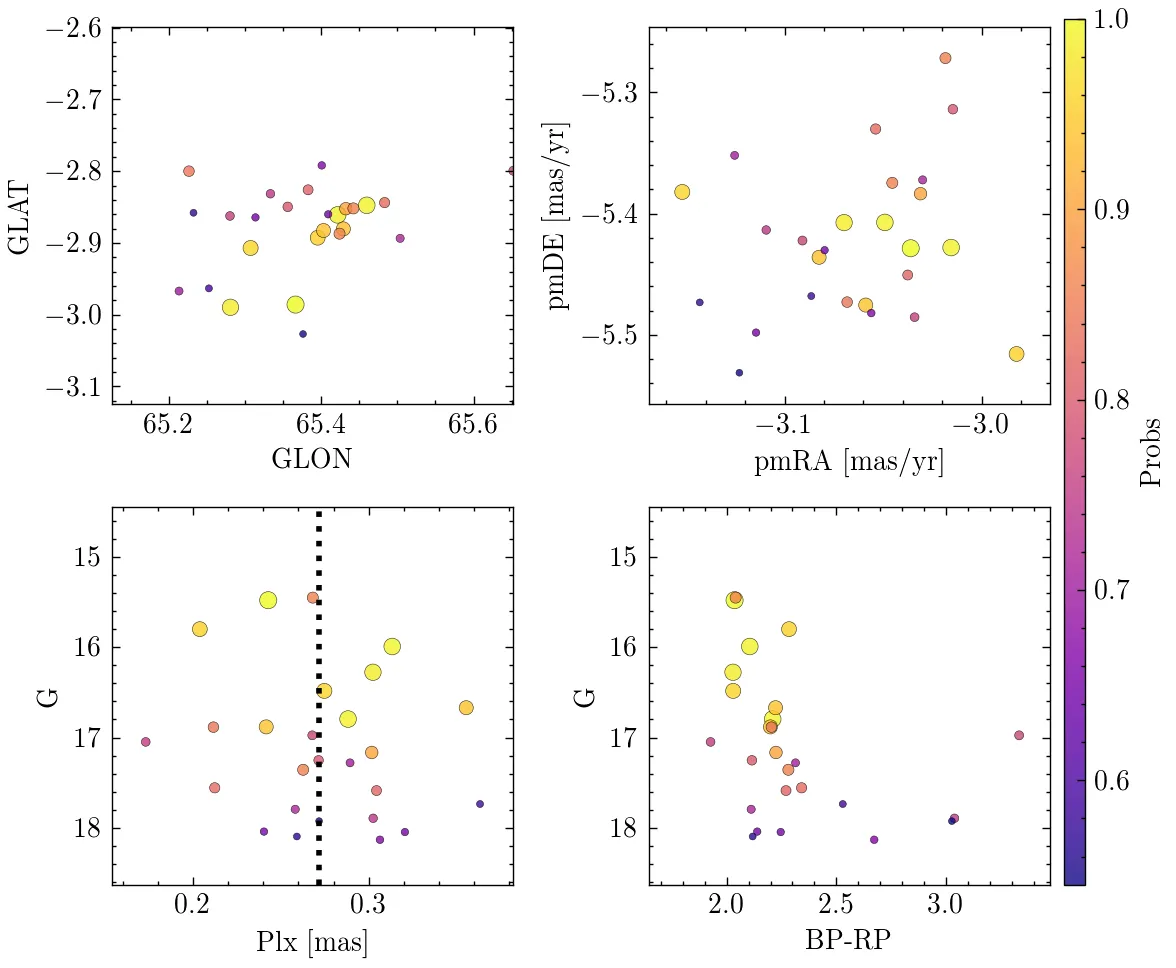 −2.6
−2.7
−2.8
−2.9
−3.0
−3.1
GLAT
65.2 65.4 65.6
GLON
−5.3
−5.4
−5.5
pmDE [mas/yr]
−3.1 −3.0
pmRA [mas/yr]
1.0
0.9
0.8
0.7
0.6
Probs
15
16
17
18
G
0.2 0.3
Plx [mas]
15
16
17
18
G
2.0 2.5 3.0
BP-RP